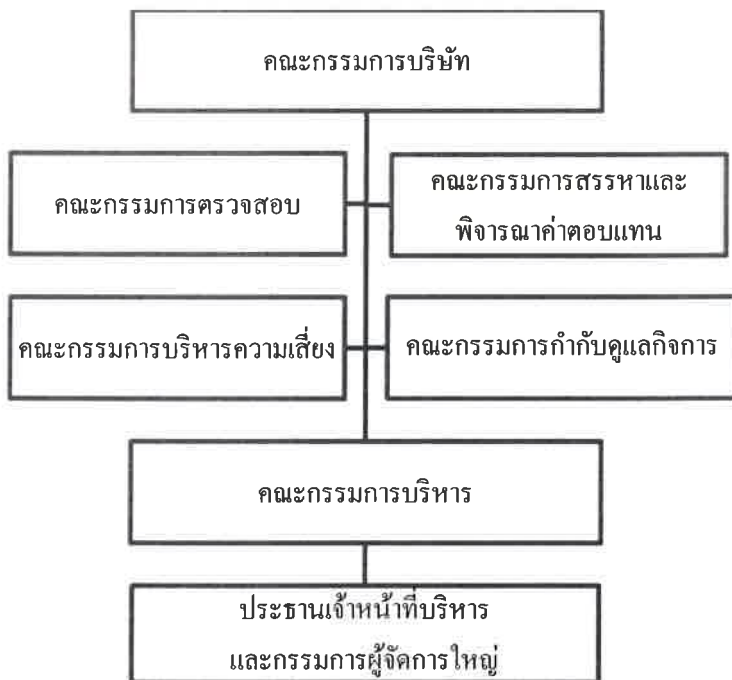 คณะกรรมการบริษัท
คณะกรรมการตรวจสอบ
คณะกรรมการสรรหาและ
พิจารณาค่าตอบแทน
คณะกรรมการบริหารความเสี่ยง
คณะกรรมการกำกับดูแลกิจการ
คณะกรรมการบริหาร
ประธานเจ้าหน้าที่บริหาร
และกรรมการผู้จัดการใหญ่